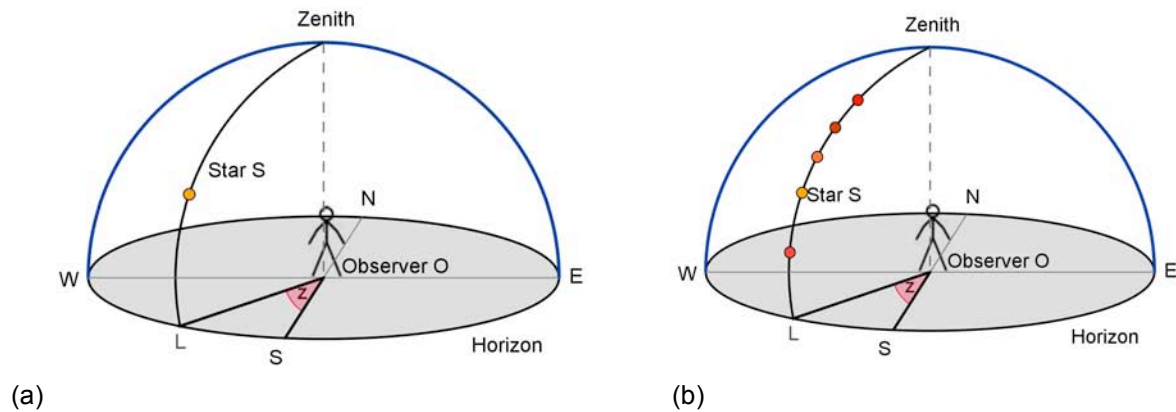 Zenith
Star S
N
W
Observer O
E
z
L
S
Horizon
(a)
Zenith
Star S
N
W
Observer O
E
z
L
S
Horizon
(b)